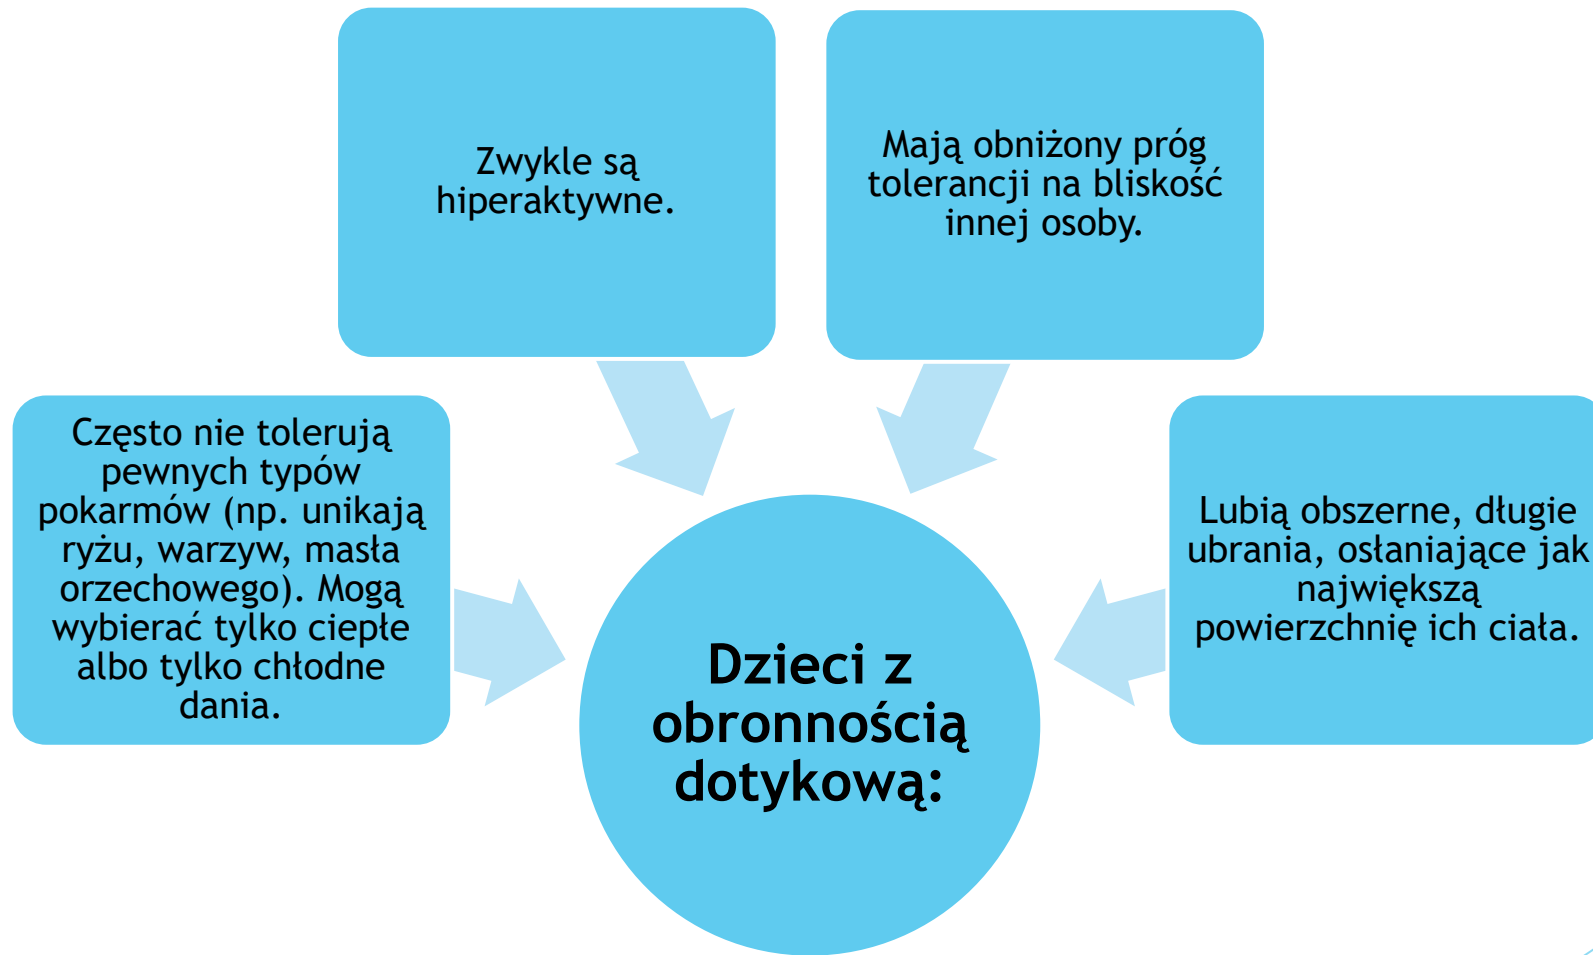 Zwykle są
hiperaktywne.
Mają obniżony próg
tolerancji na bliskość
innej osoby.
Często nie tolerują
pewnych typów
pokarmów (np. unikają
ryżu, warzyw, masła
orzechowego). Mogą
wybierać tylko ciepłe
albo tylko chłodne
dania.
Lubią obszerne, długie
ubrania, osłaniające jak
największą
powierzchnię ich ciała.
Dzieci z
obronnością
dotykową: